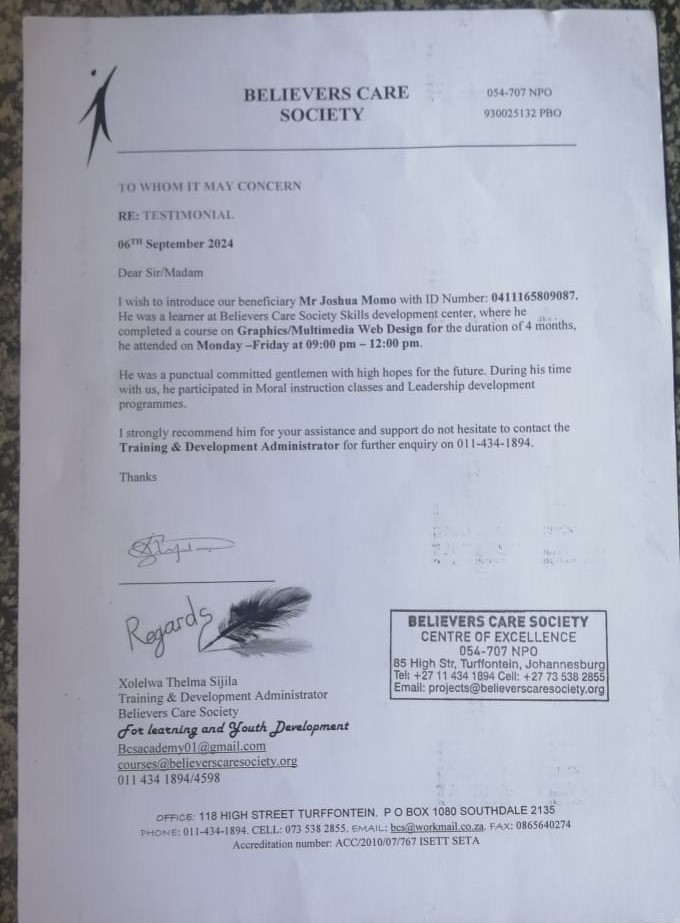 BELIEVERS CARE
SOCIETY
054-707 NPO
930025132 PBO
TO WHOM IT MAY CONCERN
RE: TESTIMONIAL
06TH September 2024
Dear Sir/Madam
I wish to introduce our beneficiary Mr Joshua Momo with ID Number: 0411165809087.
He was a learner at Believers Care Society Skills development center, where he
completed a course on Graphics/Multimedia Web Design for the duration of 4 months,
he attended on Monday –Friday at 09:00 pm – 12:00 pm.
He was a punctual committed gentlemen with high hopes for the future. During his time
with us, he participated in Moral instruction classes and Leadership development
programmes.
I strongly recommend him for your assistance and support do not hesitate to contact the
Training & Development Administrator for further enquiry on 011-434-1894.
Thanks
Regards
Xolelwa Thelma Sijila
Training & Development Administrator
Believers Care Society
For learning and Youth Development
Bcsacademy01@gmail.com
courses@believerscaresociety.org
011 434 1894/4598
BELIEVERS CARE SOCIETY
CENTRE OF EXCELLENCE
054-707 NPO
85 High Str, Turffontein, Johannesburg
Tel: +27 11 434 1894 Cell: +27 73 538 2855
Email: projects@believerscaresociety.org
OFFICE: 118 HIGH STREET TURFFONTEIN. P O BOX 1080 SOUTHDALE 2135
PHONE: 011-434-1894. CELL: 073 538 2855. EMAIL: bcs@workmail.co.za. FAX: 0865640274
Accreditation number: ACC/2010/07/767 ISETT SETA